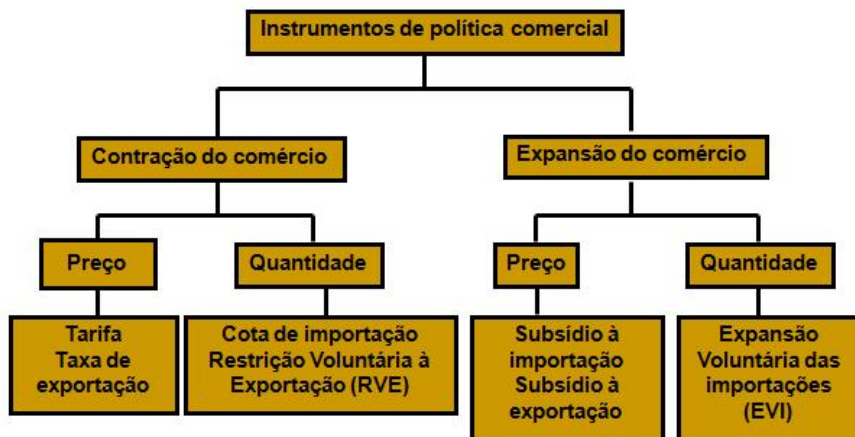 Instrumentos de política comercial
Contração do comércio
Expansão do comércio
Preço
Quantidade
Preço
Quantidade
Tarifa
Taxa de
exportação
Cota de importação
Restrição Voluntária à
Exportação (RVE)
Subsídio à
importação
Subsídio à
exportação
Expansão
Voluntária das
importações
(EVI)